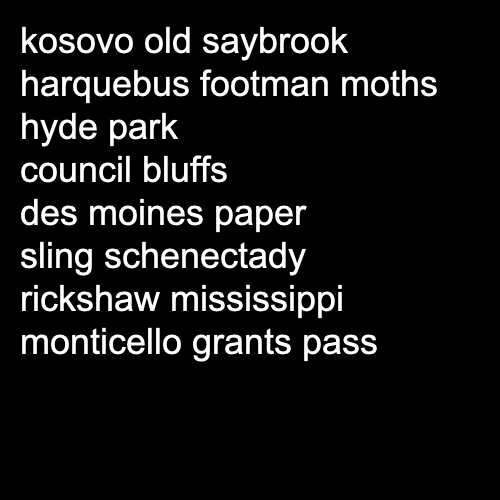 kosovo old saybrook
harquebus footman moths
hyde park
council bluffs
des moines paper
sling schenectady
rickshaw mississippi
monticello grants pass